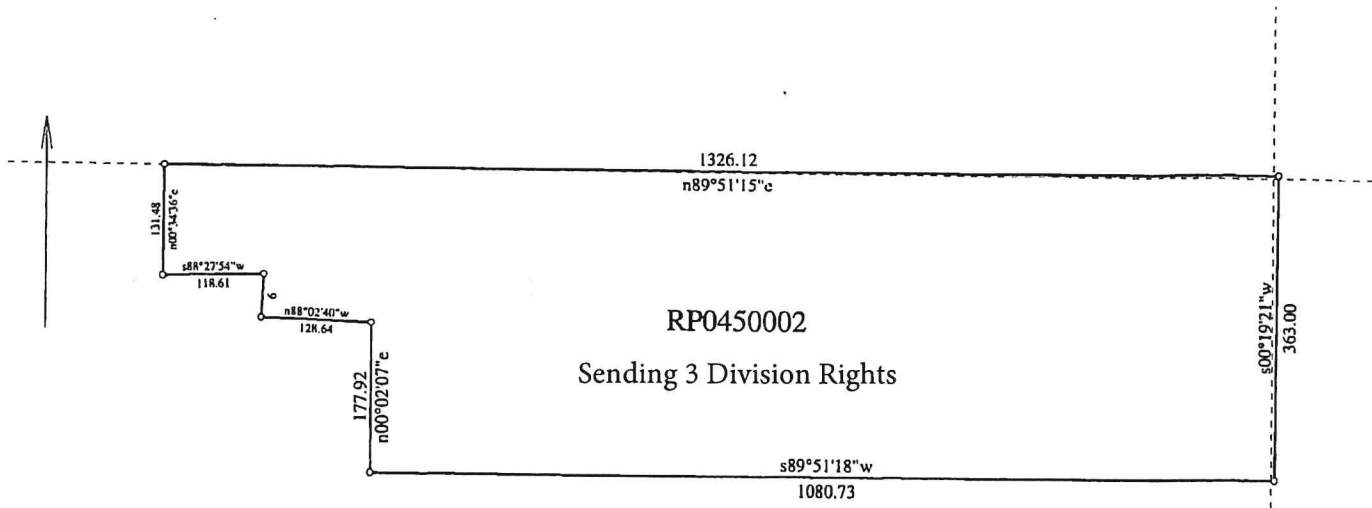 1326.12
n89°51'15"e
131.48
n00°34'36"e
s88°27'54"w
118.61
6
n88°02'40"w
128.64
177.92
n00°02'07"e
RP0450002
Sending 3 Division Rights
s00°19'21"w
363.00
s89°51'18"w
1080.73